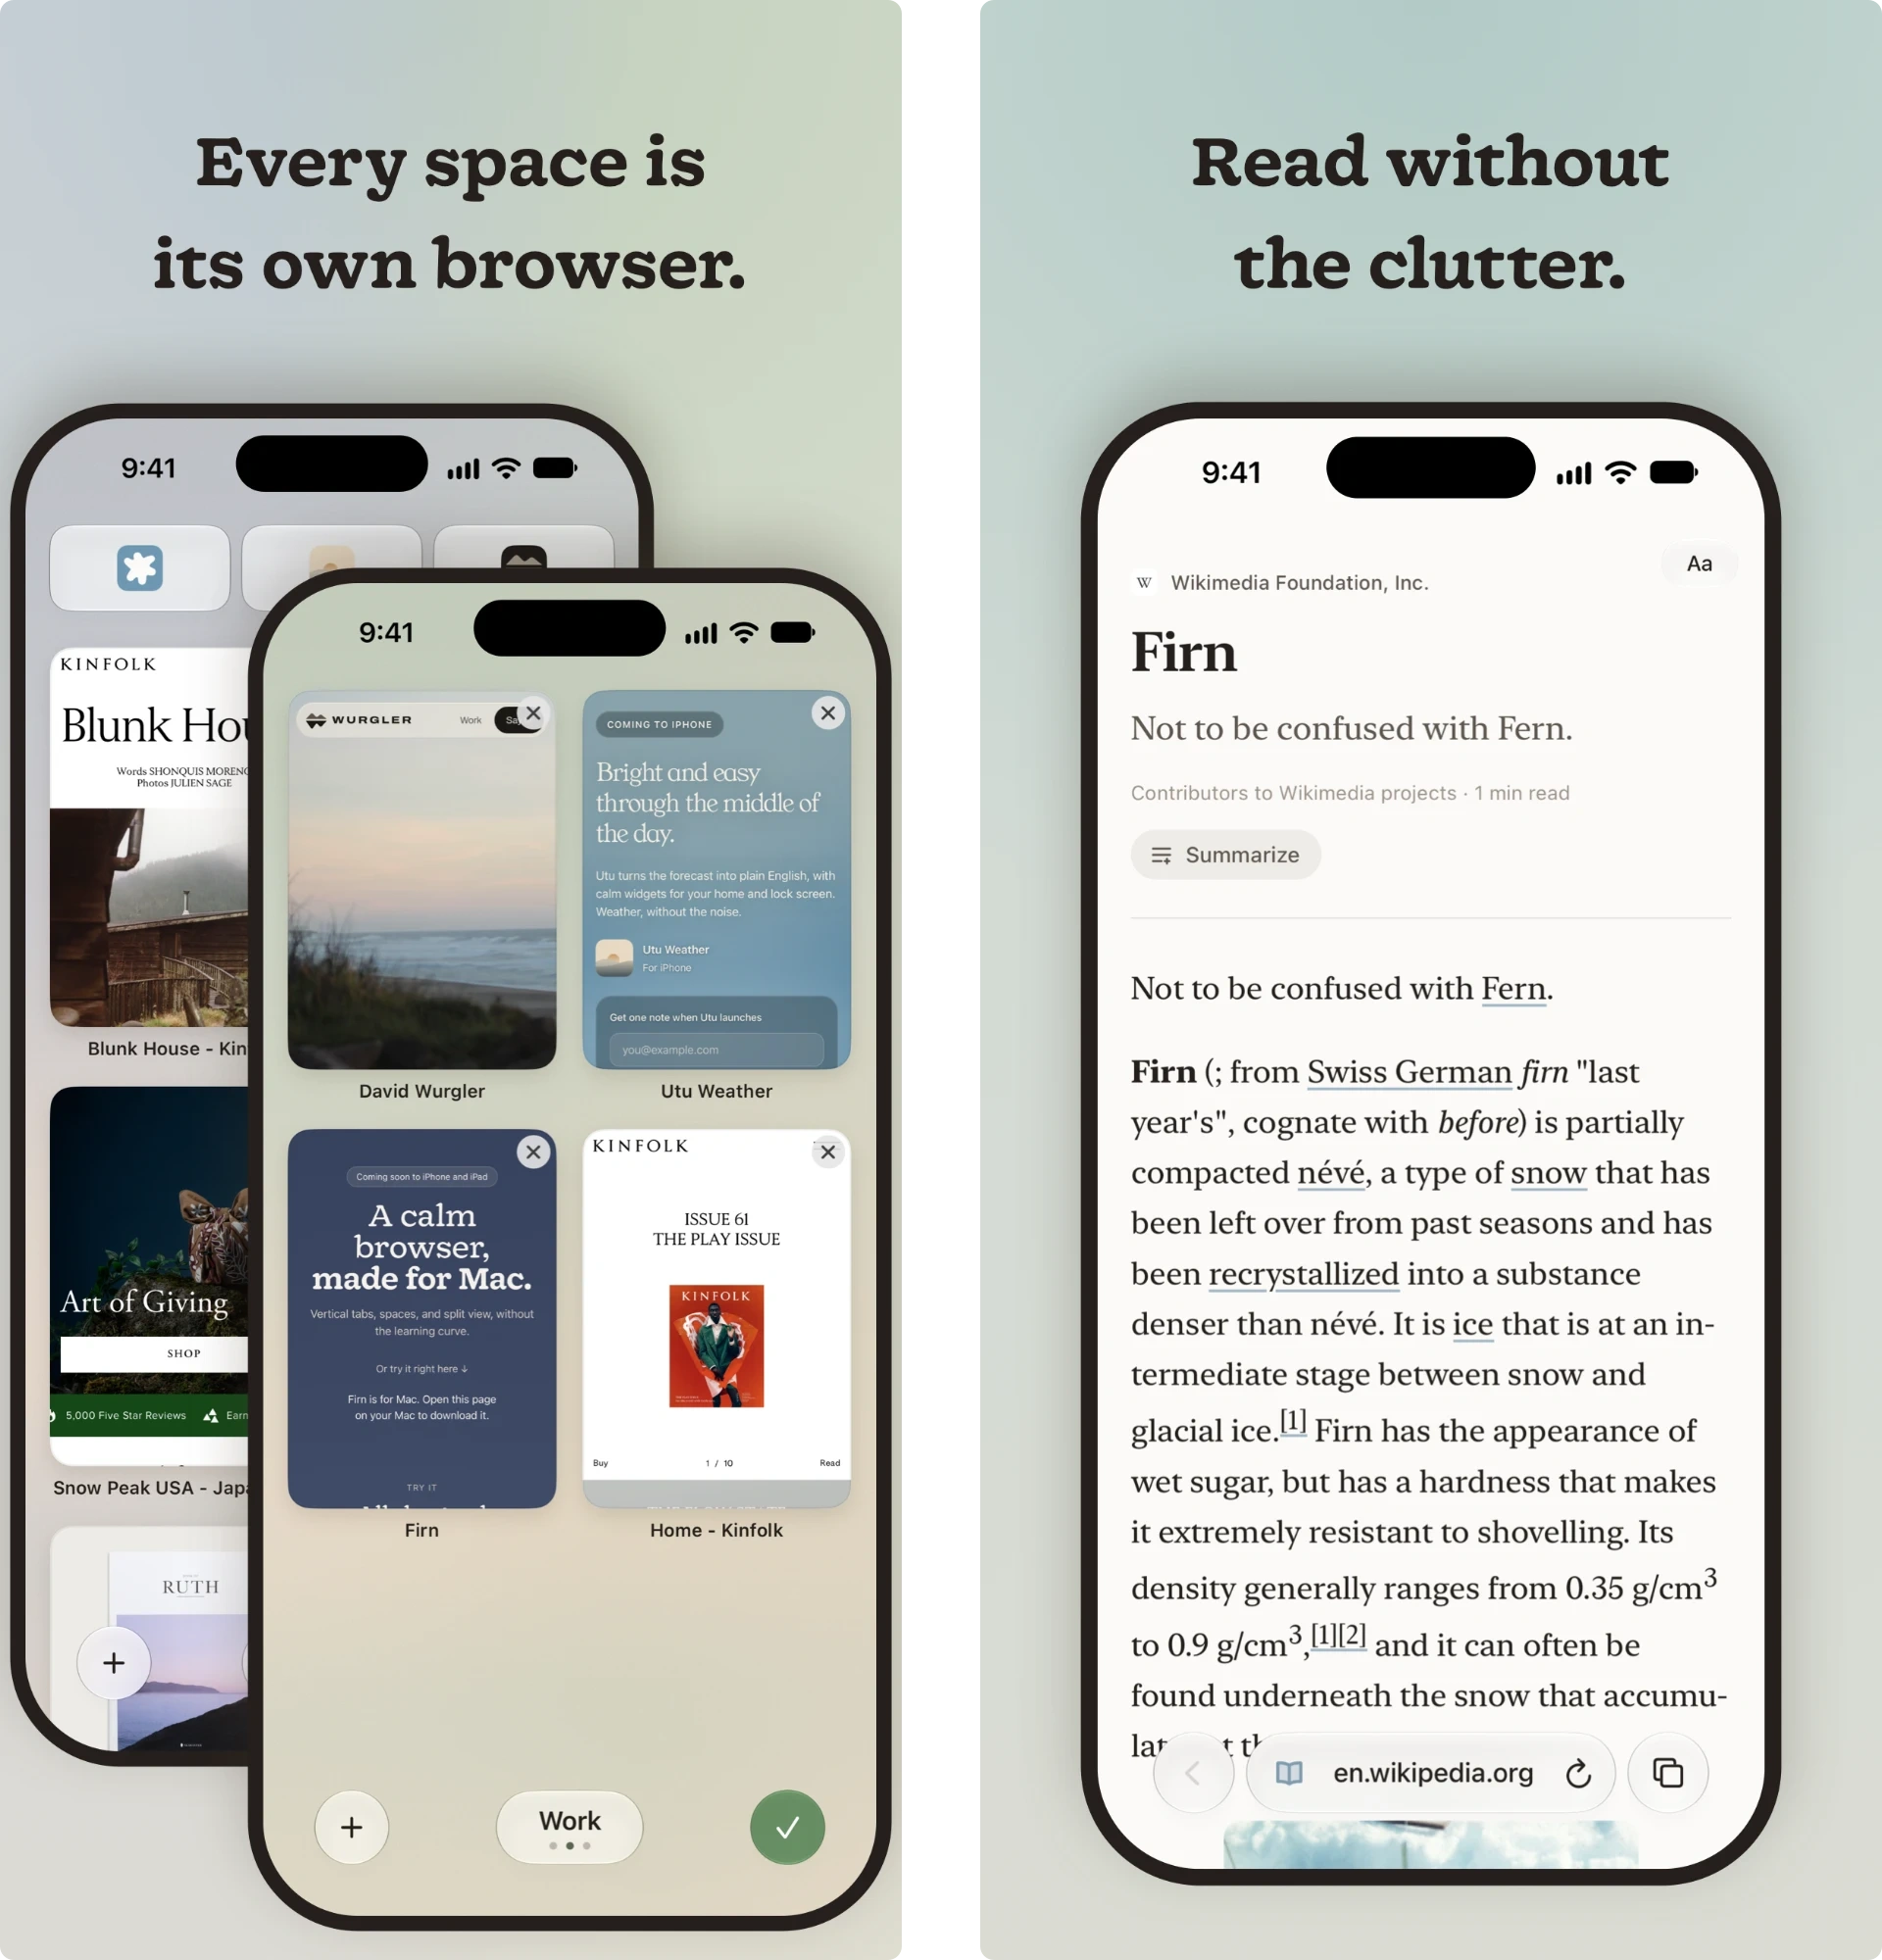 Every space is
its own browser.
9:41
KINFOLK
Blunk Hou
Words SHONQUIS MORENO
Photos JULIEN SAGE
Blunk House - Kin
Art of Giving
SHOP
5,000 Five Star Reviews
Earn
Snow Peak USA - Japa
RUTH
9:41
WURGLER
Work
David Wurgler
COMING TO IPHONE
Bright and easy
through the middle of
the day.
Utu turns the forecast into plain English, with
calm widgets for your home and lock screen.
Weather, without the noise.
Utu Weather
For iPhone
Get one note when Utu launches
you@example.com
Utu Weather
Coming soon to iPhone and iPad
A calm
browser,
made for Mac.
Vertical tabs, spaces, and split view, without
the learning curve.
Or try it right here ↓
Firn is for Mac. Open this page
on your Mac to download it.
TRY IT
Firn
KINFOLK
ISSUE 61
THE PLAY ISSUE
KINFOLK
Buy
1 / 10
Read
Home - Kinfolk
Work
Read without
the clutter.
9:41
Aa
W Wikimedia Foundation, Inc.
Firn
Not to be confused with Fern.
Contributors to Wikimedia projects · 1 min read
Summarize
Not to be confused with Fern.
Firn (; from Swiss German firn "last
year's", cognate with before) is partially
compacted névé, a type of snow that has
been left over from past seasons and has
been recrystallized into a substance
denser than névé. It is ice that is at an in-
termediate stage between snow and
glacial ice.[1] Firn has the appearance of
wet sugar, but has a hardness that makes
it extremely resistant to shovelling. Its
density generally ranges from 0.35 g/cm3
to 0.9 g/cm3,[1][2] and it can often be
found underneath the snow that accumu-
en.wikipedia.org